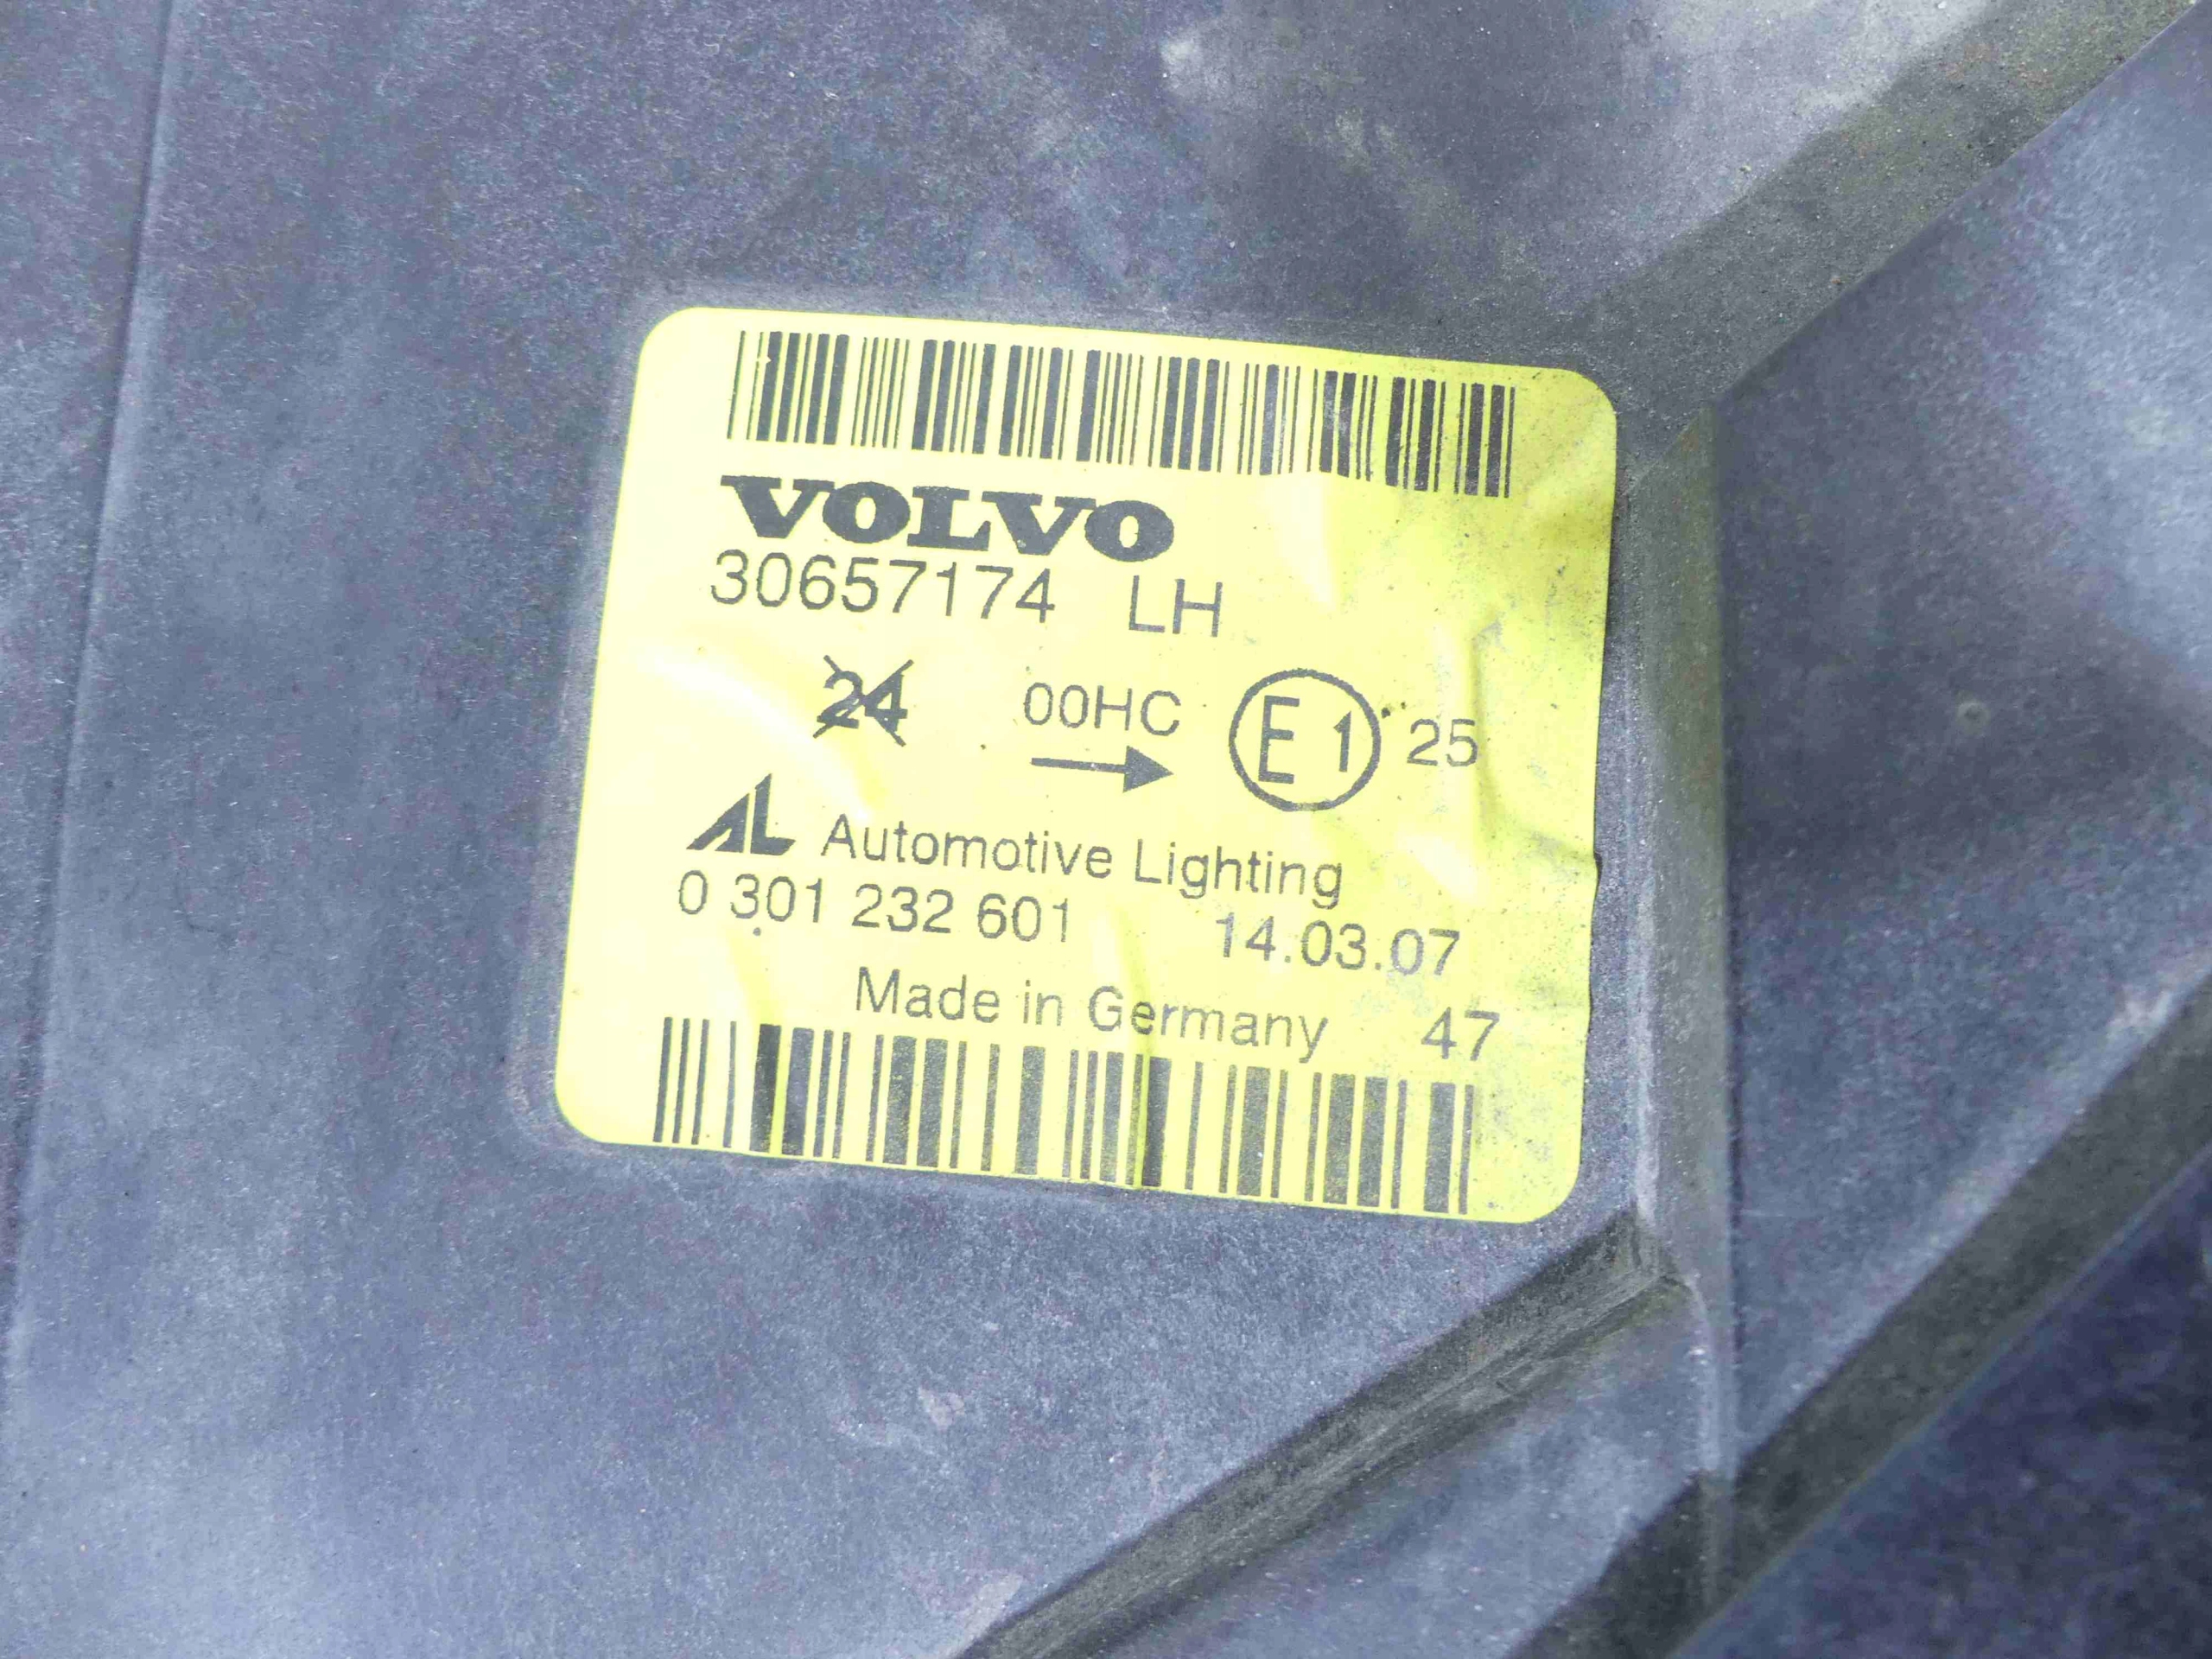 VOLVO
30657174 LH
24 00HC E1 25
AL Automotive Lighting
0 301 232 601 14.03.07
Made in Germany 47